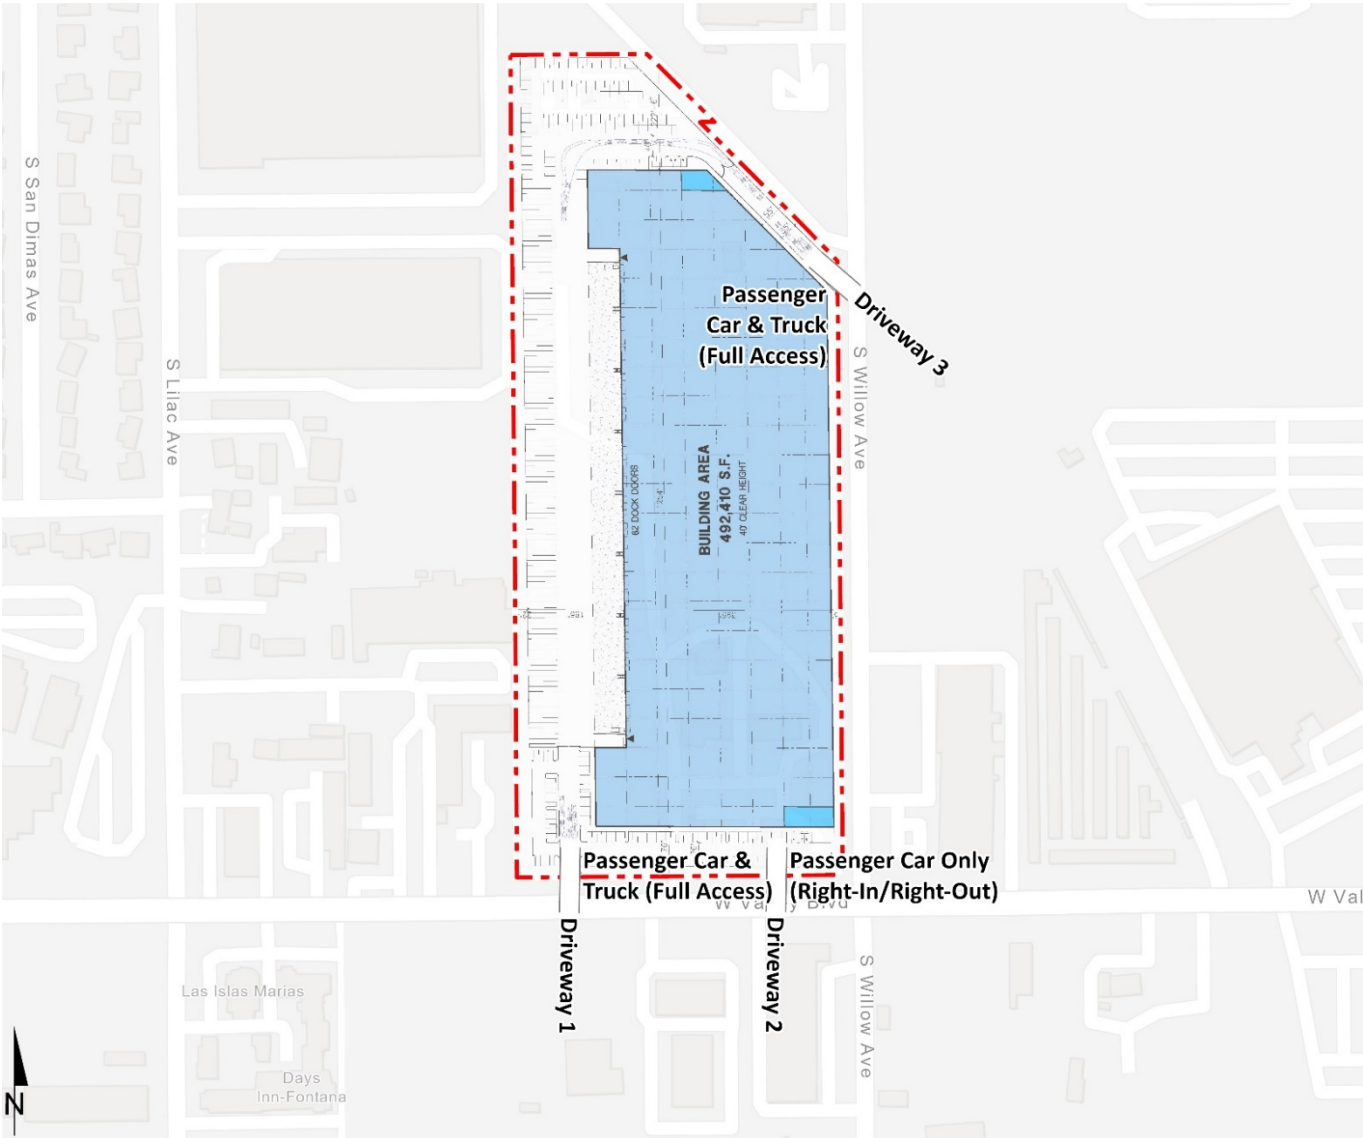 S San Dimas Ave
S Lilac Ave
Passenger
Car & Truck
(Full Access)
Driveway 3
S Willow Ave
62 DOCK DOORS
BUILDING AREA
492,410 S.F.
40' CLEAR HEIGHT
Passenger Car &
Truck (Full Access)
Passenger Car Only
(Right-In/Right-Out)
W Valley Blvd
W Val
Driveway 1
Driveway 2
S Willow Ave
Las Islas Marias
Days
Inn-Fontana
N